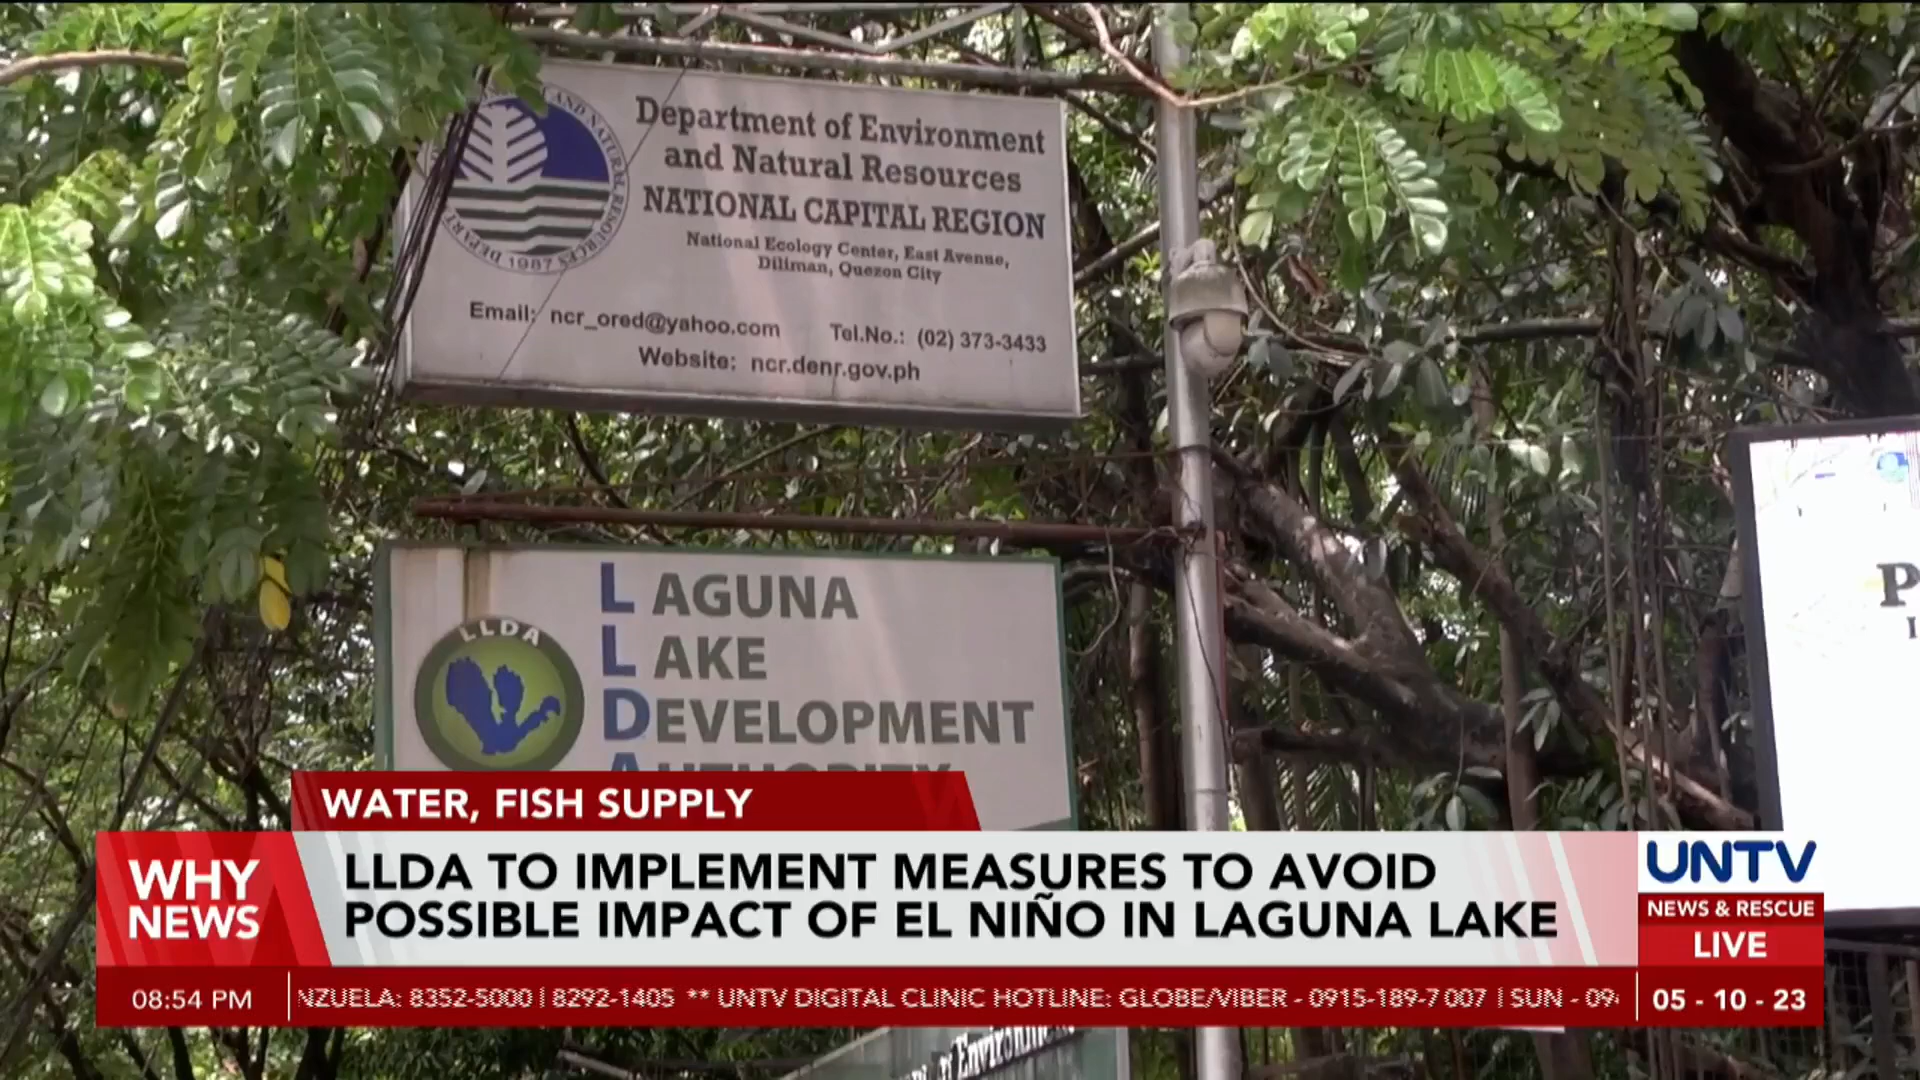 Department of Environment
and Natural Resources
NATIONAL CAPITAL REGION
National Ecology Center, East Avenue,
Diliman, Quezon City
Email: ncr_ored@yahoo.com Tel.No.: (02) 373-3433
Website: ncr.denr.gov.ph
1987
LLDA
LAGUNA
LAKE
DEVELOPMENT
AUTHORITY
WATER, FISH SUPPLY
WHY
NEWS
LLDA TO IMPLEMENT MEASURES TO AVOID
POSSIBLE IMPACT OF EL NIÑO IN LAGUNA LAKE
UNTV
NEWS & RESCUE
LIVE
08:54 PM
NZUELA: 8352-5000 | 8292-1405 ** UNTV DIGITAL CLINIC HOTLINE: GLOBE/VIBER - 0915-189-7007 | SUN - 09
05 - 10 - 23